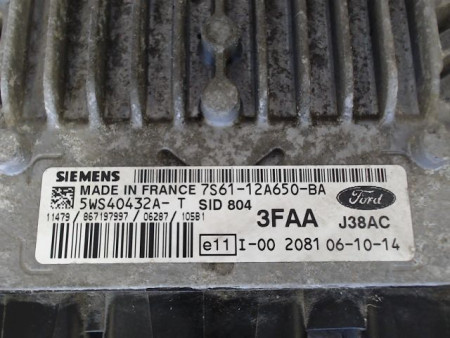 SIEMENS
MADE IN FRANCE 7S61-12A650-BA
5WS40432A- T SID 804
11479 / 867197997 / 06287 / 10581
3FAA
Ford
J38AC
e11 I-00 2081 06-10-14